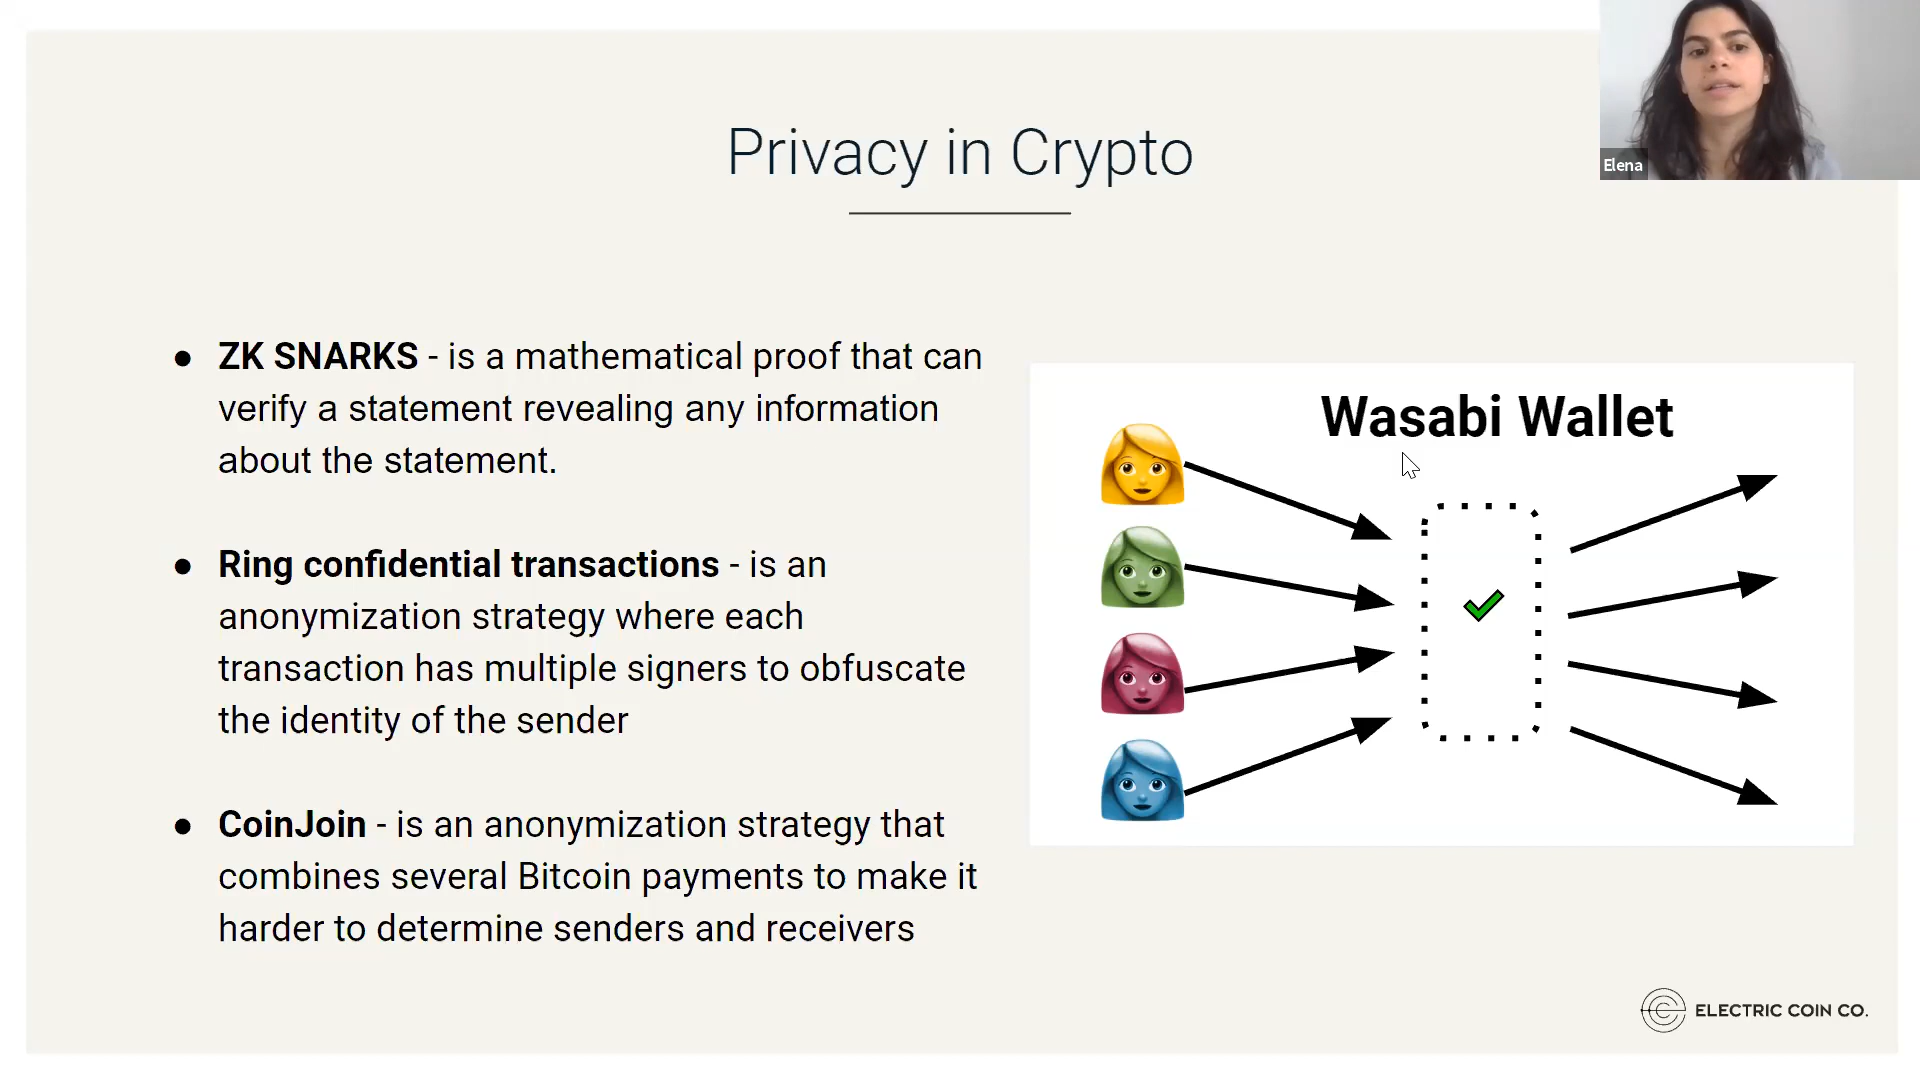 Privacy in Crypto
Elena
● ZK SNARKS - is a mathematical proof that can
verify a statement revealing any information
about the statement.
● Ring confidential transactions - is an
anonymization strategy where each
transaction has multiple signers to obfuscate
the identity of the sender
● CoinJoin - is an anonymization strategy that
combines several Bitcoin payments to make it
harder to determine senders and receivers
Wasabi Wallet
ELECTRIC COIN CO.